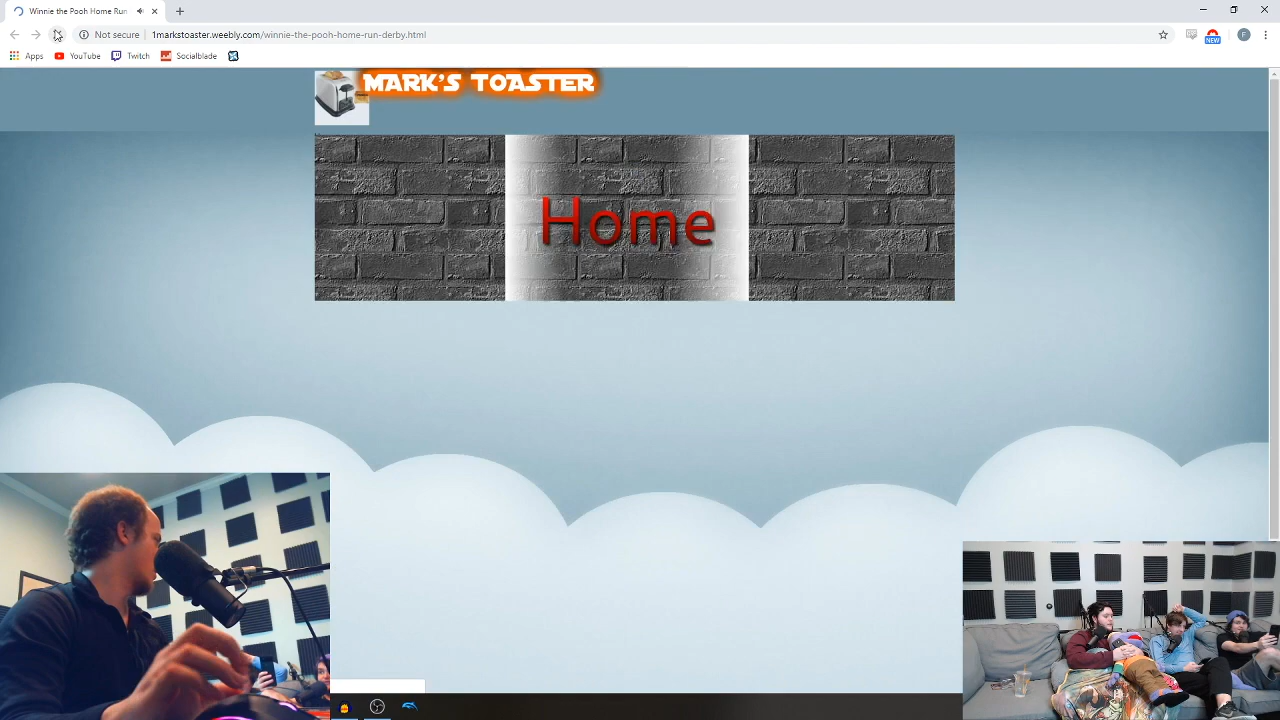 Winnie the Pooh Home Run
Not secure
1markstoaster.weebly.com/winnie-the-pooh-home-run-derby.html
NEW
F
Apps
YouTube
Twitch
Socialblade
MARK'S TOASTER
Home